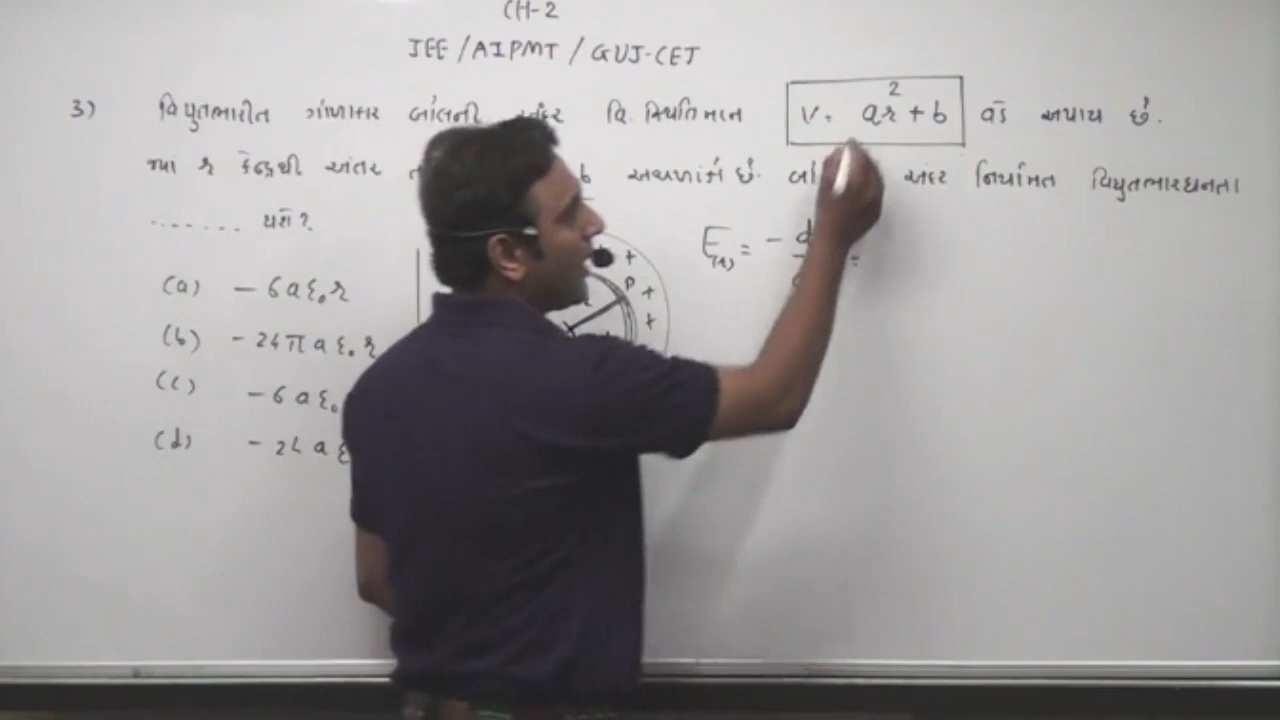 CH-2
JEE / AIPMT / GUJ-CET
3) વિદ્યુતભારીત ગોળાકાર બોલની અંદર વિ. સ્થિતિમાન V = ar² + b વડે અપાય છે.
જ્યાં r કેન્દ્રથી અંતર b અચળાંક છે. અંદર નિયમિત વિદ્યુતભારઘનતા
....... થશે?
(a) - 6aε₀r
(b) - 24πaε₀r
(c) - 6aε₀
(d) - 24aε
P
+
+
+
E(r) = - d =